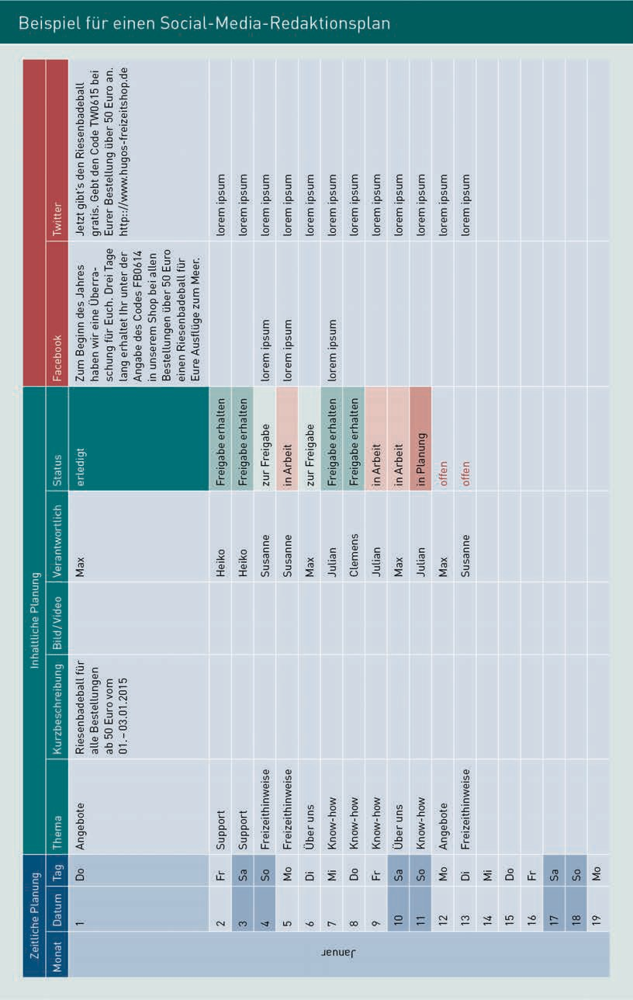 Beispiel für einen Social-Media-Redaktionsplan
Zeitliche Planung
Inhaltliche Planung
Monat Datum Tag Thema Kurzbeschreibung Bild/Video Verantwortlich Status Facebook Twitter
Januar
1 Do Angebote
Riesenbadeball für
alle Bestellungen
ab 50 Euro vom
01. – 03.01.2015
Max erledigt
Zum Beginn des Jahres
haben wir eine Überra-
schung für Euch. Drei Tage
lang erhaltet Ihr unter der
Angabe des Codes FB0614
in unserem Shop bei allen
Bestellungen über 50 Euro
einen Riesenbadeball für
Eure Ausflüge zum Meer.
Jetzt gibt's den Riesenbadeball
gratis. Gebt den Code TW0615 bei
Eurer Bestellung über 50 Euro an.
http:://www.hugos-freizeitshop.de
2 Fr Support Heiko Freigabe erhalten lorem ipsum
3 Sa Support Heiko Freigabe erhalten lorem ipsum
4 So Freizeithinweise Susanne zur Freigabe lorem ipsum lorem ipsum
5 Mo Freizeithinweise Susanne in Arbeit lorem ipsum lorem ipsum
6 Di Über uns Max zur Freigabe lorem ipsum
7 Mi Know-how Julian Freigabe erhalten lorem ipsum lorem ipsum
8 Do Know-how Clemens Freigabe erhalten lorem ipsum
9 Fr Know-how Julian in Arbeit lorem ipsum
10 Sa Über uns Max in Arbeit lorem ipsum
11 So Know-how Julian in Planung lorem ipsum
12 Mo Angebote Max offen lorem ipsum
13 Di Freizeithinweise Susanne offen lorem ipsum
14 Mi
15 Do
16 Fr
17 Sa
18 So
19 Mo